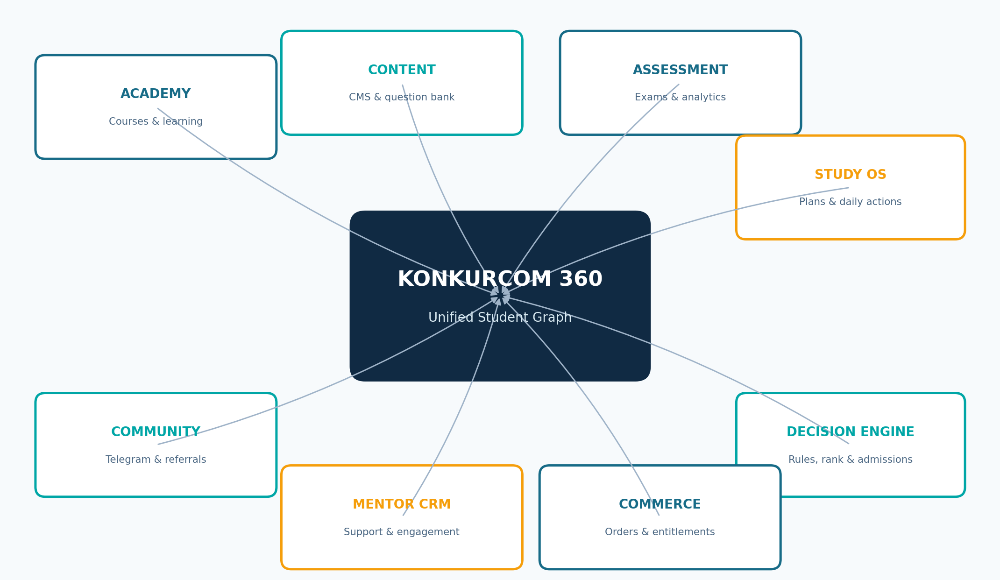 CONTENT
CMS & question bank
ASSESSMENT
Exams & analytics
ACADEMY
Courses & learning
STUDY OS
Plans & daily actions
KONKURCOM 360
Unified Student Graph
COMMUNITY
Telegram & referrals
DECISION ENGINE
Rules, rank & admissions
MENTOR CRM
Support & engagement
COMMERCE
Orders & entitlements